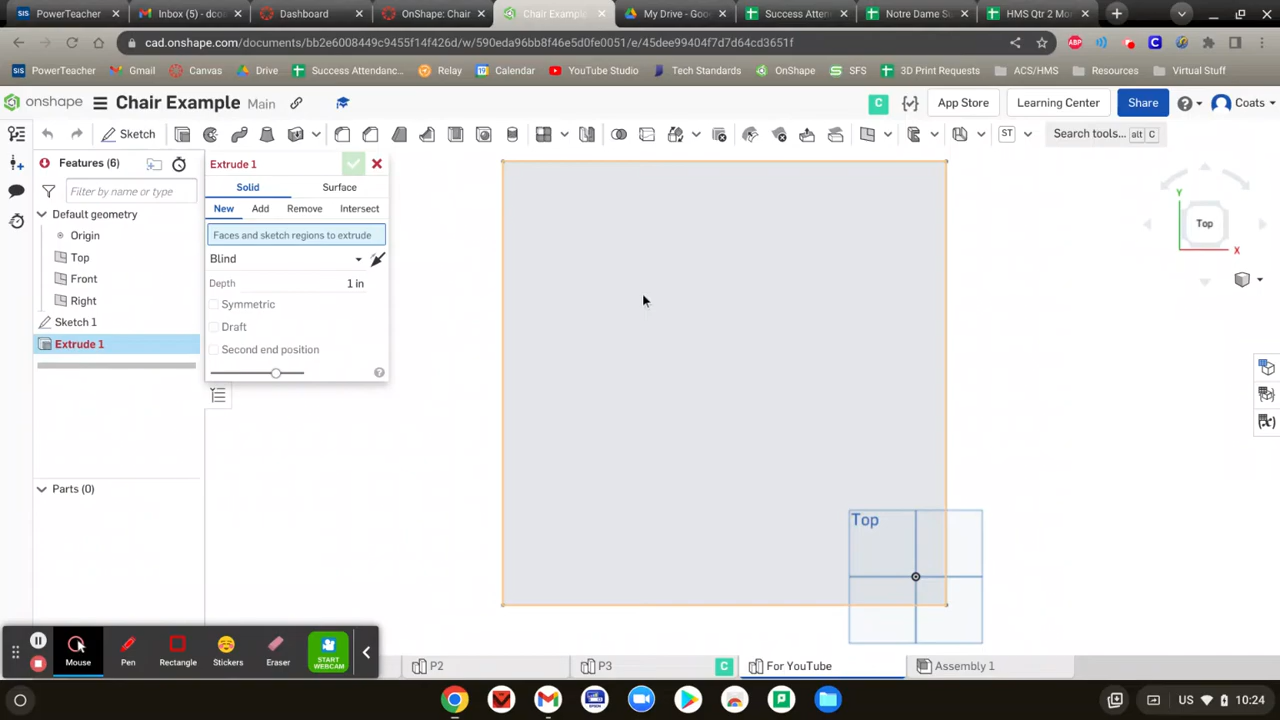 PowerTeacher
Inbox (5) - dcoa
Dashboard
OnShape: Chair
Chair Example
My Drive - Goo
Success Attend
Notre Dame Su
HMS Qtr 2 Mo
cad.onshape.com/documents/bb2e6008449c9455f14f426d/w/590eda96bb8f46e5d0fe0051/e/45dee99404f7d7d64cd3651f
PowerTeacher
Gmail
Canvas
Drive
Success Attendanc...
Relay
Calendar
YouTube Studio
Tech Standards
OnShape
SFS
3D Print Requests
ACS/HMS
Resources
Virtual Stuff
onshape
Chair Example
Main
App Store
Learning Center
Share
Coats
Sketch
Search tools...
alt
C
Features (6)
Filter by name or type
Default geometry
Origin
Top
Front
Right
Sketch 1
Extrude 1
Parts (0)
Extrude 1
Solid
Surface
New
Add
Remove
Intersect
Faces and sketch regions to extrude
Blind
Depth
1 in
Symmetric
Draft
Second end position
Top
Y
Top
X
Mouse
Pen
Rectangle
Stickers
Eraser
START
WEBCAM
P2
P3
C
For YouTube
Assembly 1
US
10:24